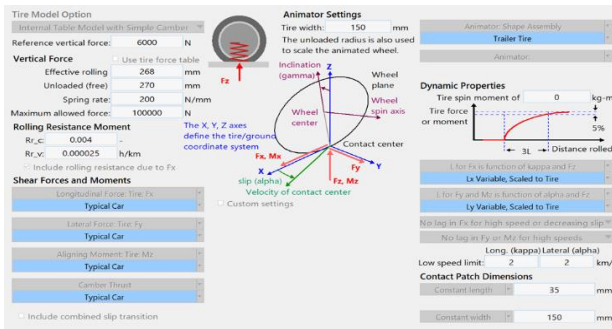 Tire Model Option
Internal Table Model with Simple Camber
Reference vertical force: 6000 N
Vertical Force
Use tire force table
Effective rolling 268 mm
Unloaded (free) 270 mm
Spring rate: 200 N/mm
Maximum allowed force: 100000 N
Rolling Resistance Moment
Rr_c: 0.004 -
Rr_v: 0.000025 h/km
Include rolling resistance due to Fx
Shear Forces and Moments
Longitudinal Force: Tire Fx
Typical Car
Lateral Force: Tire Fy
Typical Car
Aligning Moment: Tire Mz
Typical Car
Camber Thrust
Typical Car
Include combined slip transition
Fz
Animator Settings
Tire width: 150 mm
The unloaded radius is also used
to scale the animated wheel.
Inclination
(gamma)
Z
Wheel
plane
Wheel
center
Wheel
spin axis
The X, Y, Z axes
define the tire/ground
coordinate system
Contact center
Fx, Mx
X
Fy
Y
slip (alpha)
Fz, Mz
Velocity of contact center
Custom settings
Animator: Shape Assembly
Trailer Tire
Animator:
Dynamic Properties
Tire spin moment of 0 kg-m
Tire force
or moment
5%
3L
Distance rolled
L for Fx is function of kappa and Fz
Lx Variable, Scaled to Tire
L for Fy and Mz is function of alpha and Fz
Ly Variable, Scaled to Tire
No lag in Fx for high speed or decreasing slip
No lag in Fy or Mz for high speeds
Long. (kappa) Lateral (alpha)
Low speed limit: 2 2 km/
Contact Patch Dimensions
Constant length 35 mm
Constant width 150 mm